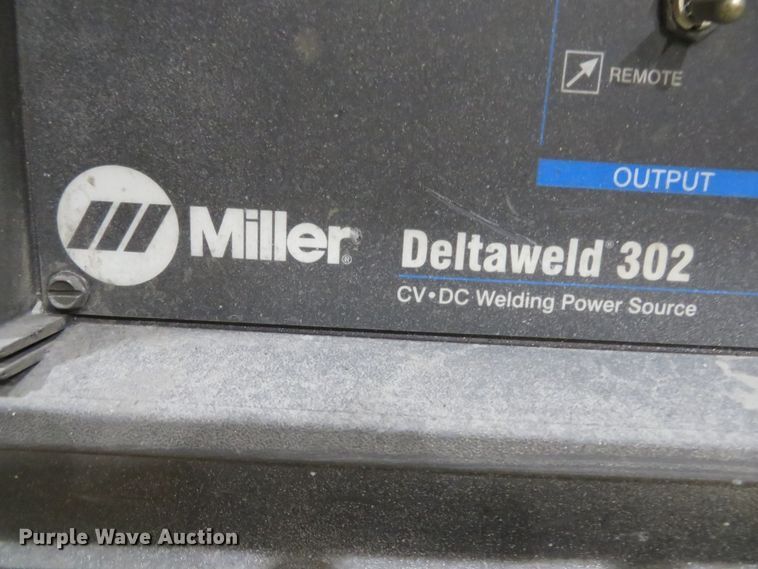 REMOTE
OUTPUT
Miller®
Deltaweld® 302
CV•DC Welding Power Source
Purple Wave Auction